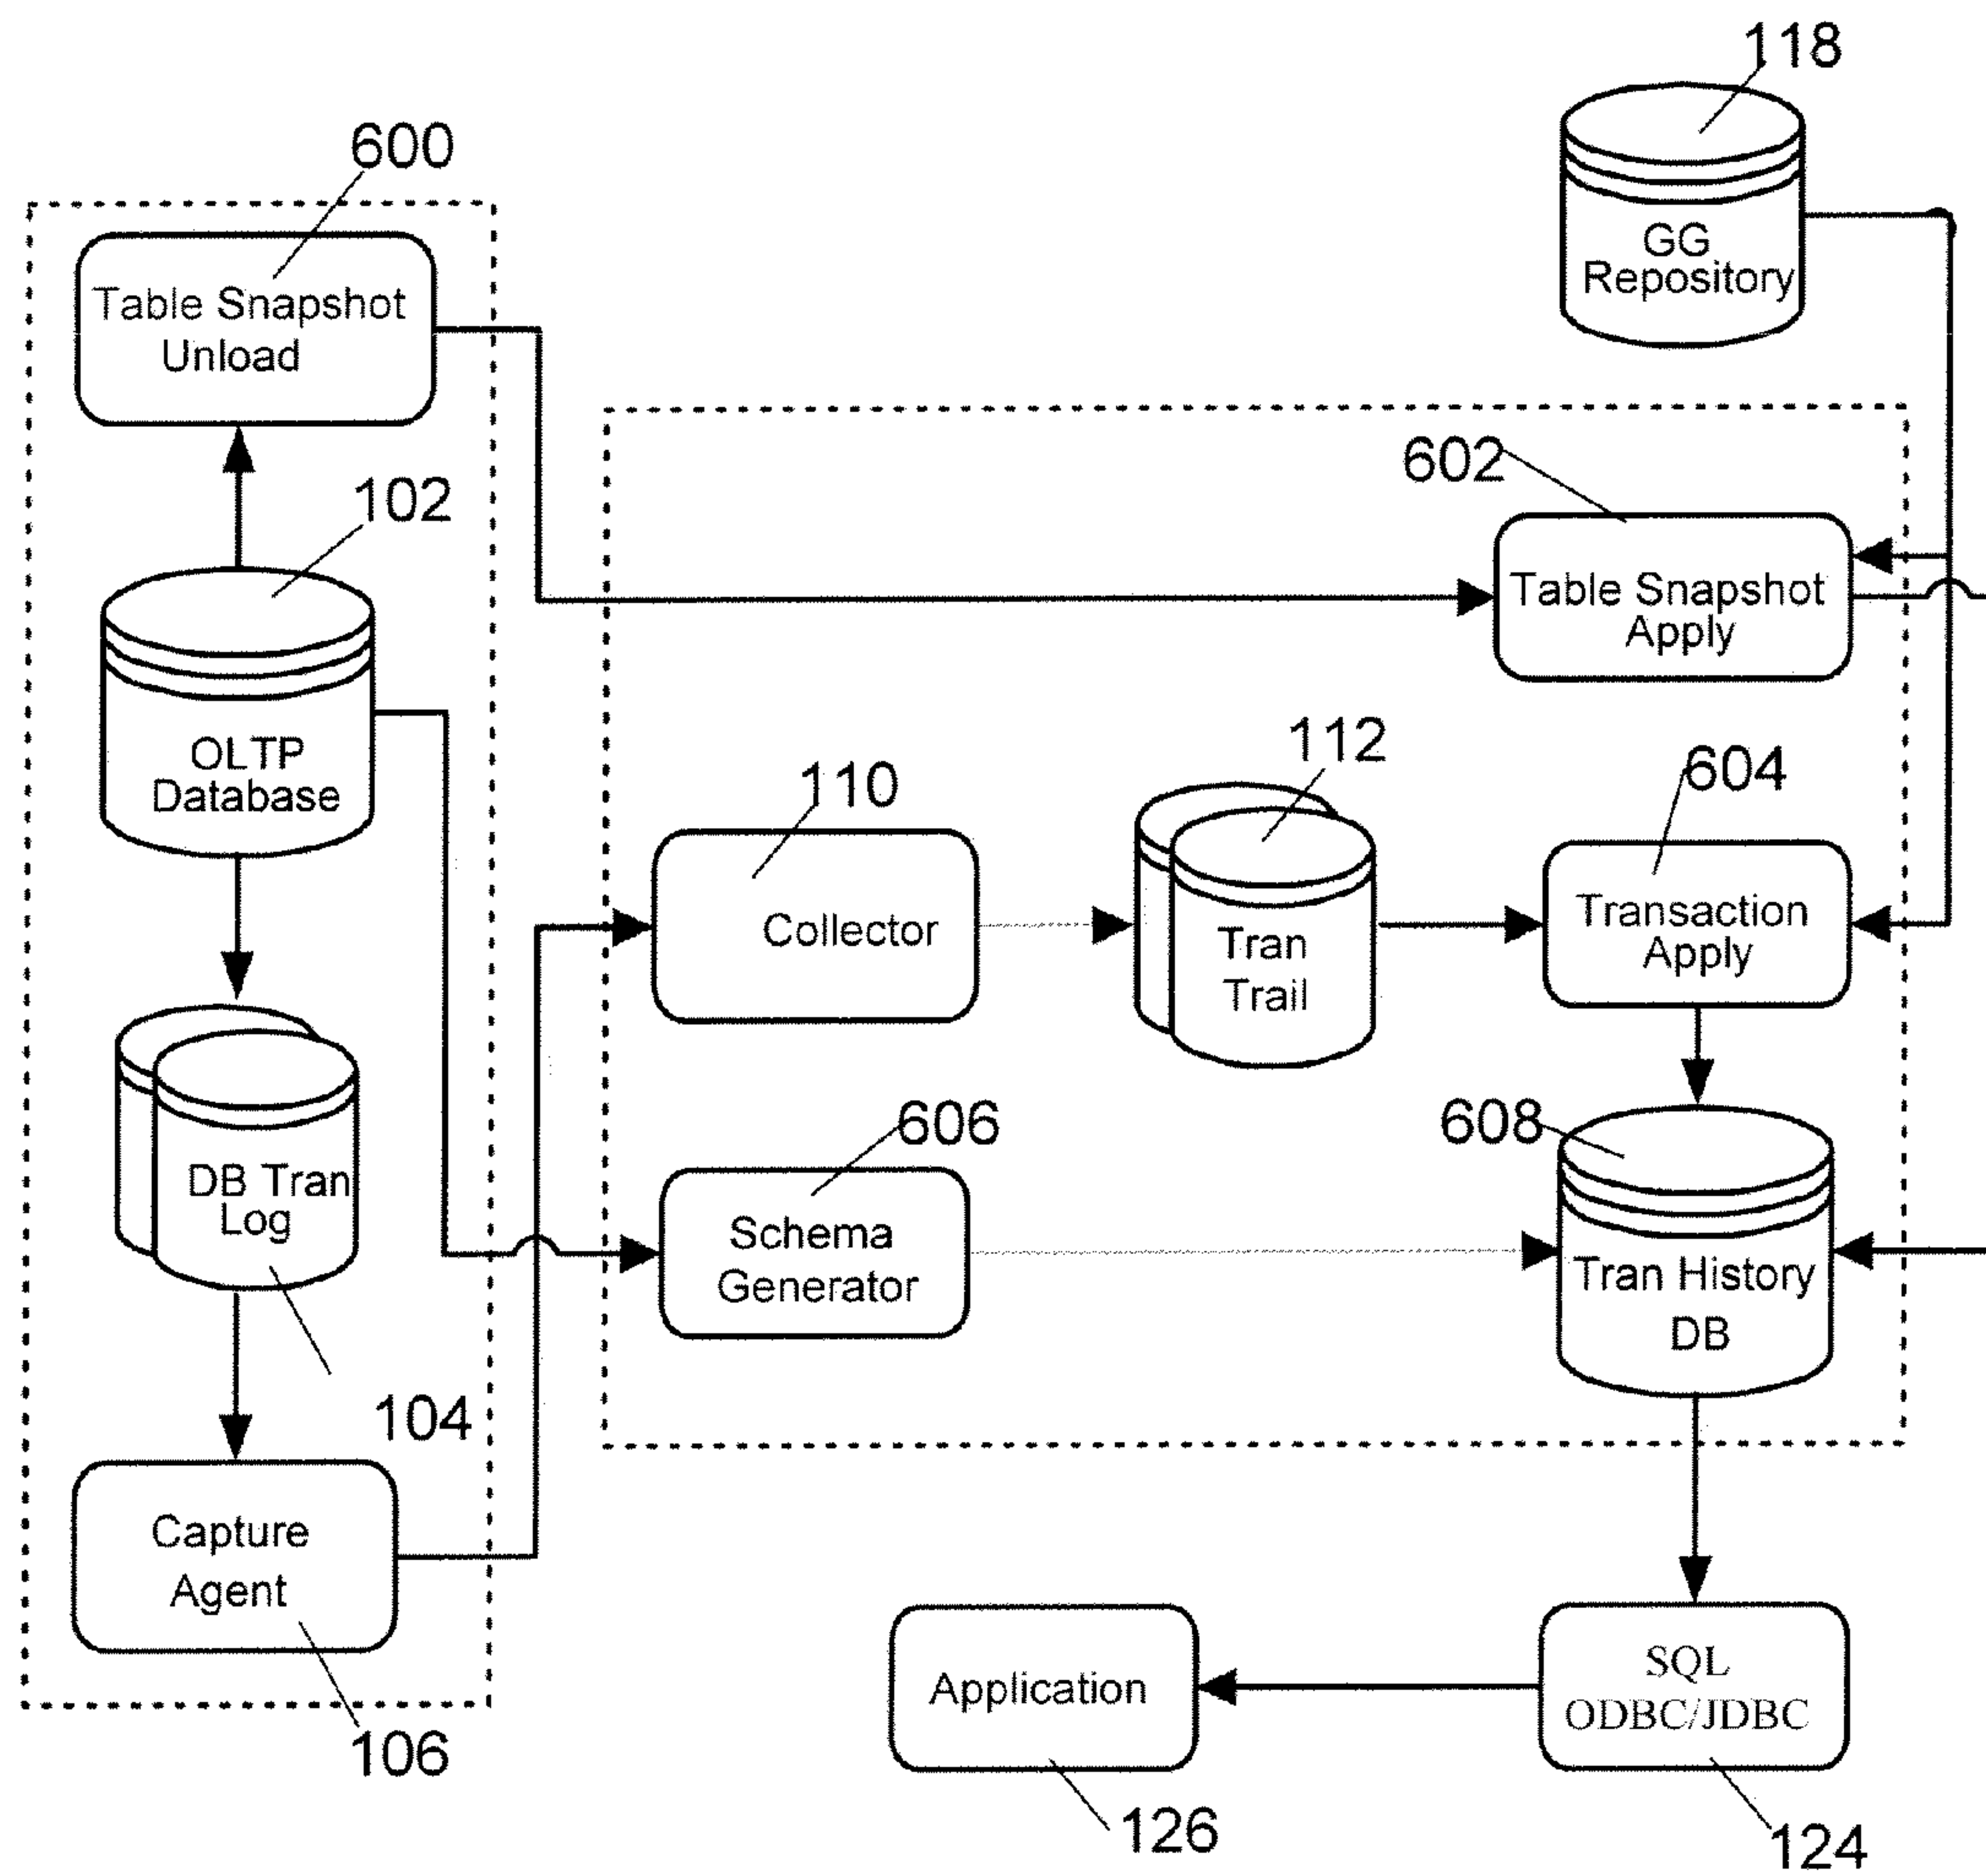 118
600
GG
Repository
Table Snapshot
Unload
602
102
Table Snapshot
Apply
112
604
OLTP
Database
110
Collector
Tran
Trail
Transaction
Apply
606
608
DB Tran
Log
Schema
Generator
Tran History
DB
104
Capture
Agent
SQL
ODBC/JDBC
Application
106
126
124